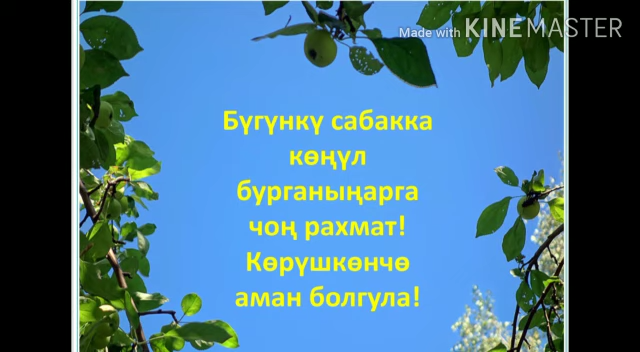 Made with KINEMASTER
Бүгүнкү сабакка
көңүл
бурганыңарга
чоң рахмат!
Көрүшкөнчө
аман болгула!